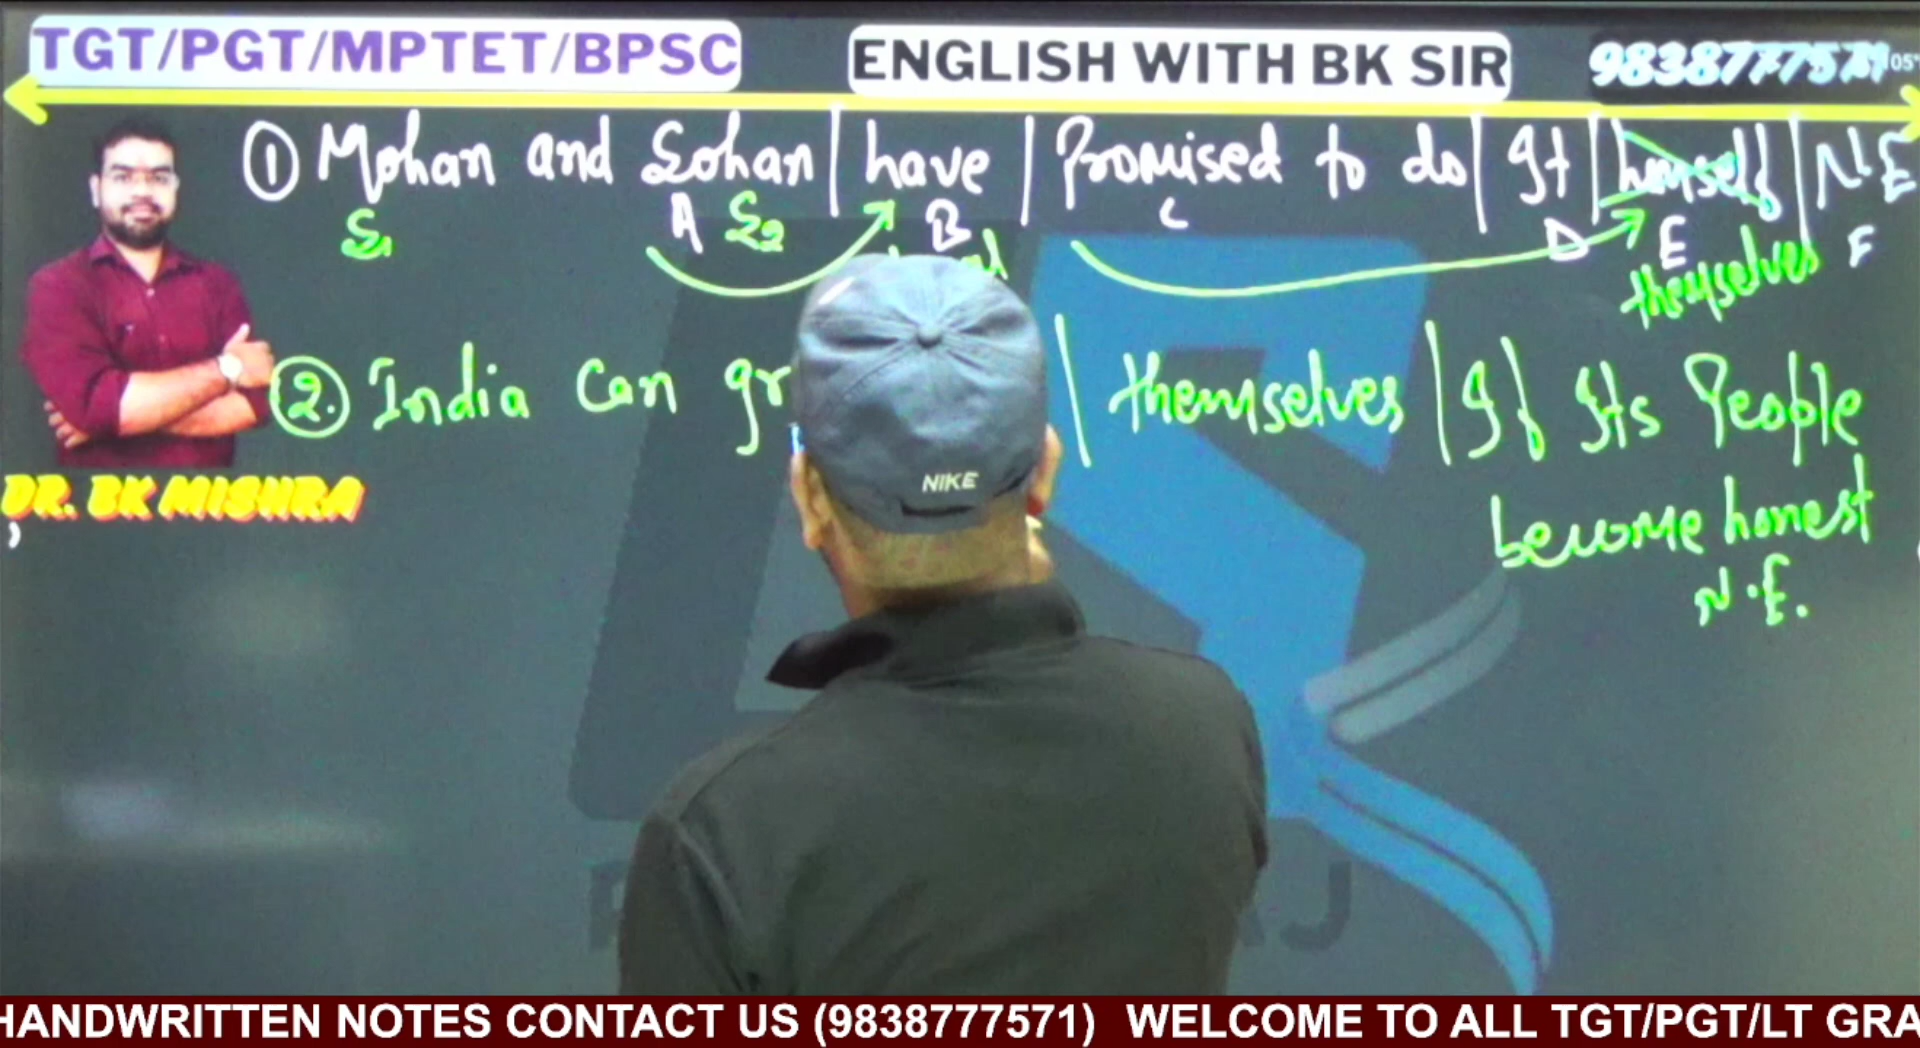 TGT/PGT/MPTET/BPSC ENGLISH WITH BK SIR 9838777571
① Mohan and Sohan | have | Promised to do | It | himself | N E
S1 A S2 B C D E F
themselves
②. India can gr | themselves | If Its People
become honest
N.E.
DR. BK MISHRA
NIKE
HANDWRITTEN NOTES CONTACT US (9838777571) WELCOME TO ALL TGT/PGT/LT GRA